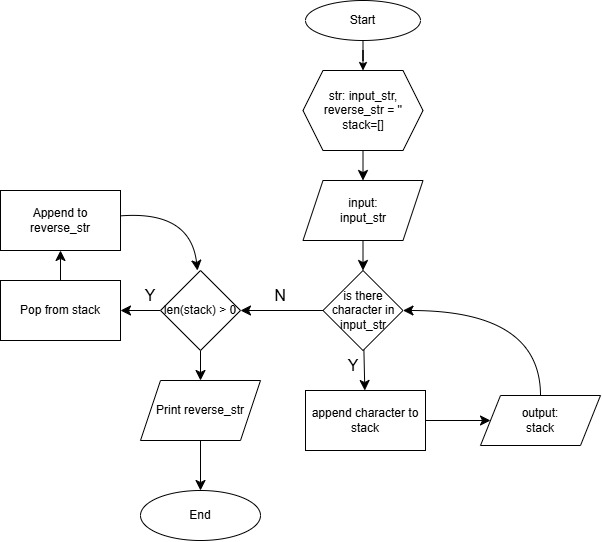 Start
str: input_str,
reverse_str = "
stack=[]
input:
input_str
Append to
reverse_str
is there
character in
input_str
len(stack) > 0
N
Y
Pop from stack
Y
append character to
stack
output:
stack
Print reverse_str
End